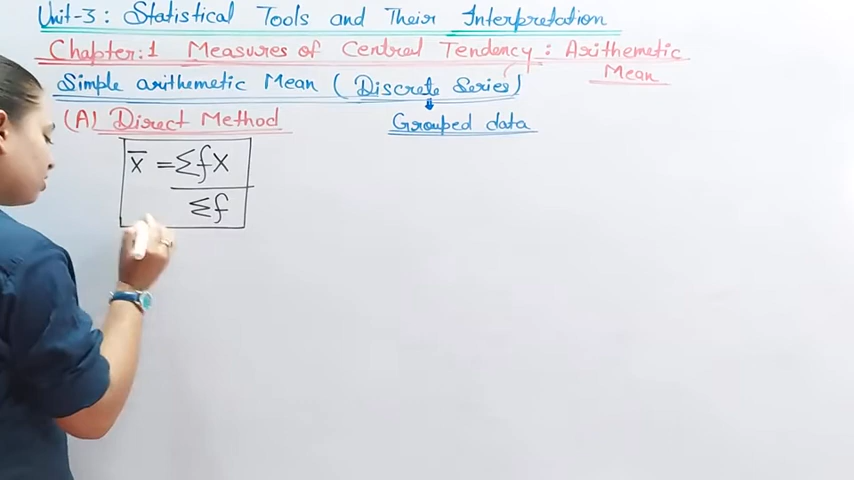 Unit-3: Statistical Tools and Their Interpretation
Chapter:1 Measures of Central Tendency: Arithemetic Mean
Simple arithemetic Mean (Discrete Series)
(A) Direct Method
Grouped data
x̄ = Σfx
Σf